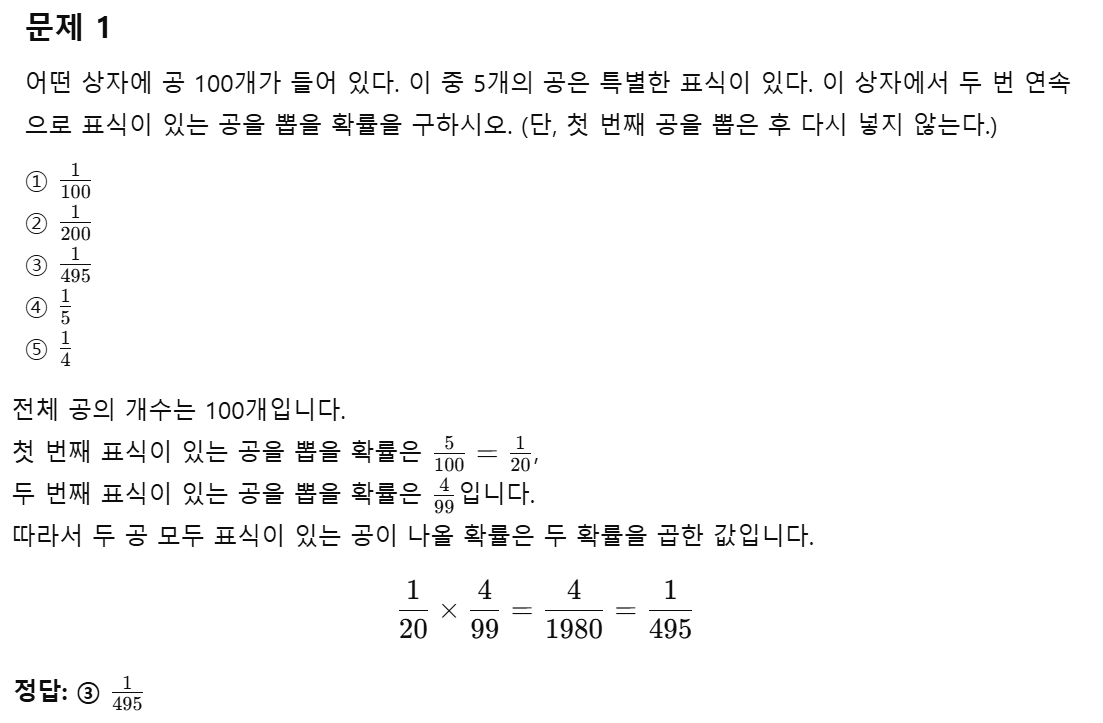 문제 1
어떤 상자에 공 100개가 들어 있다. 이 중 5개의 공은 특별한 표식이 있다. 이 상자에서 두 번 연속
으로 표식이 있는 공을 뽑을 확률을 구하시오. (단, 첫 번째 공을 뽑은 후 다시 넣지 않는다.)
① 1/100
② 1/200
③ 1/495
④ 1/5
⑤ 1/4
전체 공의 개수는 100개입니다.
첫 번째 표식이 있는 공을 뽑을 확률은 5/100 = 1/20,
두 번째 표식이 있는 공을 뽑을 확률은 4/99입니다.
따라서 두 공 모두 표식이 있는 공이 나올 확률은 두 확률을 곱한 값입니다.
1/20 × 4/99 = 4/1980 = 1/495
정답: ③ 1/495